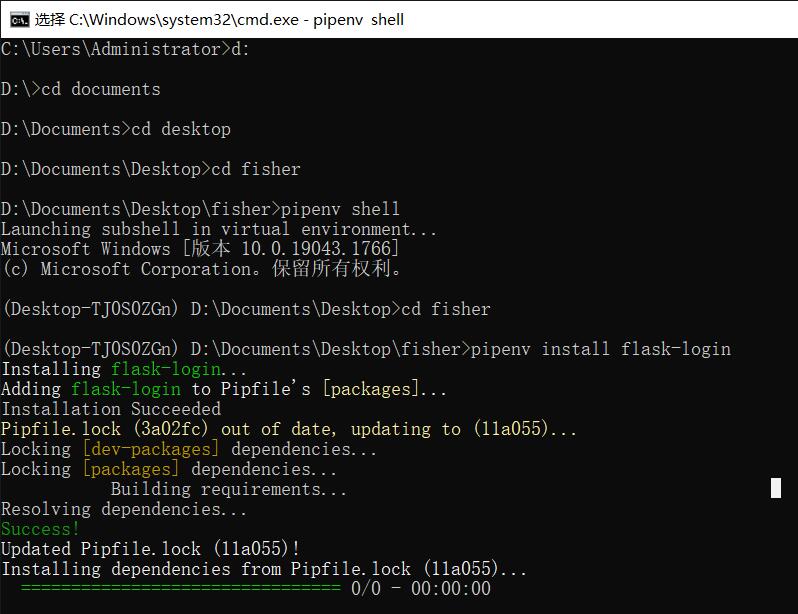 选择 C:\Windows\system32\cmd.exe - pipenv  shell
C:\Users\Administrator>d:
D:\>cd documents
D:\Documents>cd desktop
D:\Documents\Desktop>cd fisher
D:\Documents\Desktop\fisher>pipenv shell
Launching subshell in virtual environment...
Microsoft Windows [版本 10.0.19043.1766]
(c) Microsoft Corporation。保留所有权利。
(Desktop-TJ0S0ZGn) D:\Documents\Desktop>cd fisher
(Desktop-TJ0S0ZGn) D:\Documents\Desktop\fisher>pipenv install flask-login
Installing flask-login...
Adding flask-login to Pipfile's [packages]...
Installation Succeeded
Pipfile.lock (3a02fc) out of date, updating to (11a055)...
Locking [dev-packages] dependencies...
Locking [packages] dependencies...
Building requirements...
Resolving dependencies...
Success!
Updated Pipfile.lock (11a055)!
Installing dependencies from Pipfile.lock (11a055)...
================================ 0/0 - 00:00:00